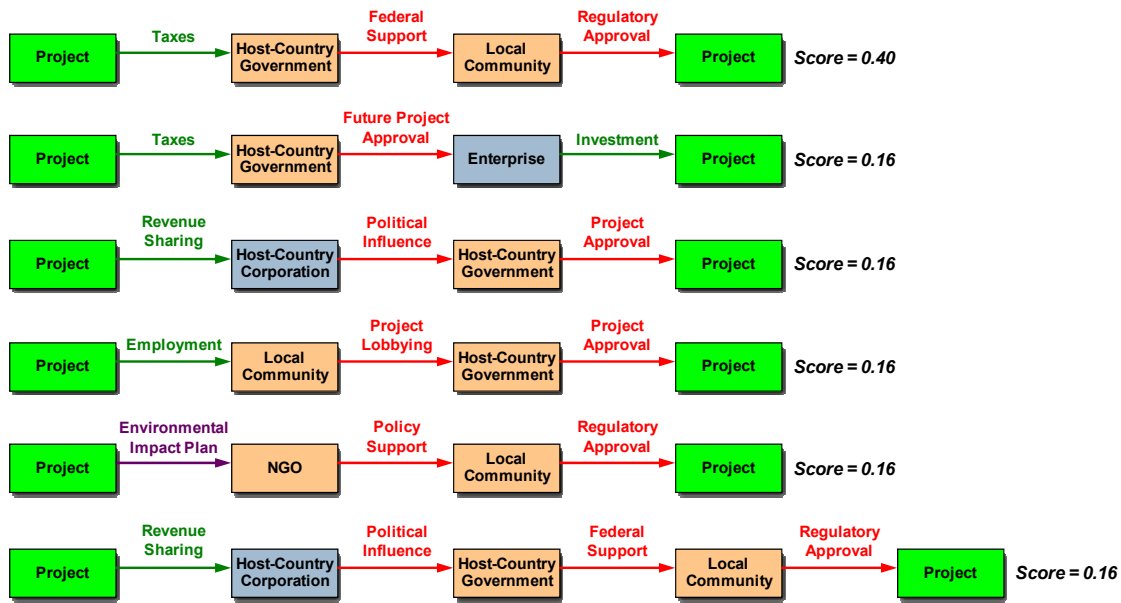 Taxes
Federal
Support
Regulatory
Approval
Project
Host-Country
Government
Local
Community
Project
Score = 0.40
Taxes
Future Project
Approval
Investment
Project
Host-Country
Government
Enterprise
Project
Score = 0.16
Revenue
Sharing
Political
Influence
Project
Approval
Project
Host-Country
Corporation
Host-Country
Government
Project
Score = 0.16
Employment
Project
Lobbying
Project
Approval
Project
Local
Community
Host-Country
Government
Project
Score = 0.16
Environmental
Impact Plan
Policy
Support
Regulatory
Approval
Project
NGO
Local
Community
Project
Score = 0.16
Revenue
Sharing
Political
Influence
Federal
Support
Regulatory
Approval
Project
Host-Country
Corporation
Host-Country
Government
Local
Community
Project
Score = 0.16